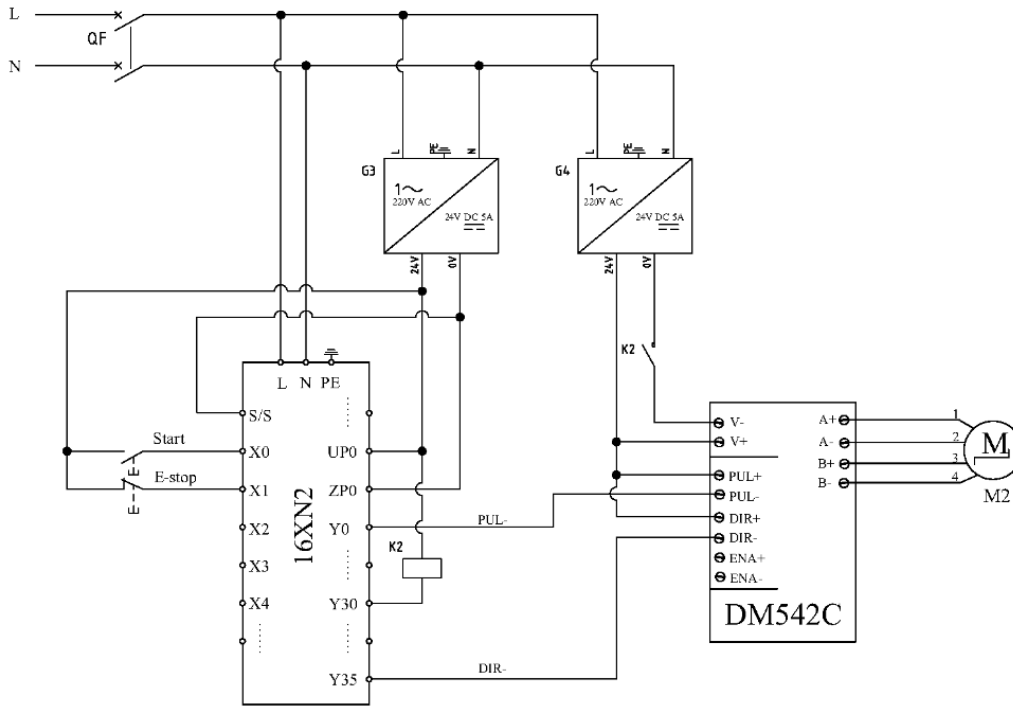 L
QF
N
L
PE
N
L
PE
N
G3
1
220V AC
24V DC 5A
G4
1
220V AC
24V DC 5A
24V
0V
24V
0V
K2
L N PE
S/S
V-
A+
1
Start
X0
UP0
V+
A-
2
M
E-stop
X1
ZP0
PUL+
B+
3
B-
4
M2
16XN2
PUL-
X2
Y0
PUL-
DIR+
K2
DIR-
X3
ENA+
X4
Y30
ENA-
DM542C
Y35
DIR-